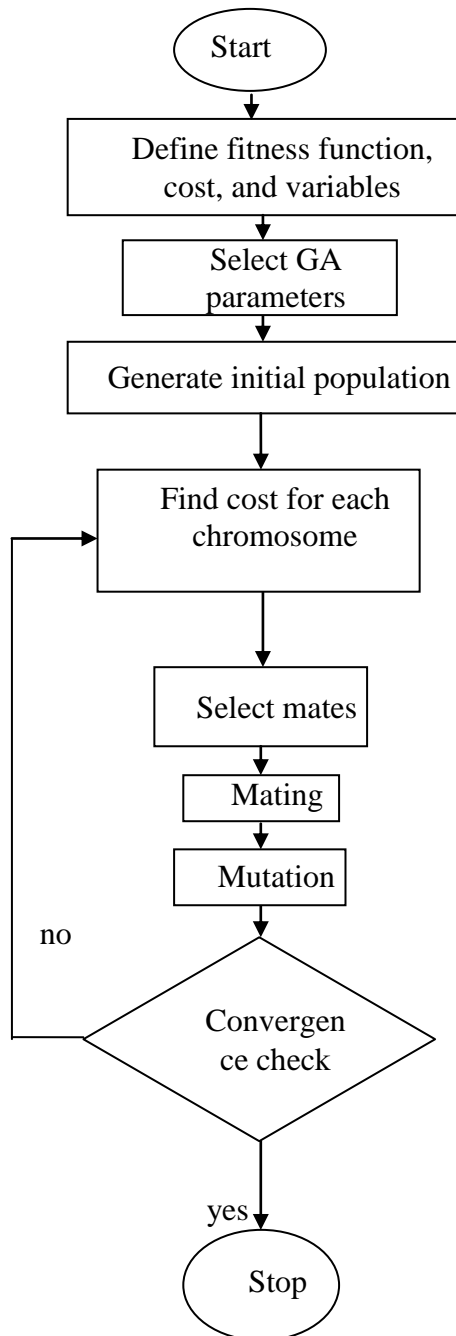 Start
Define fitness function,
cost, and variables
Select GA
parameters
Generate initial population
Find cost for each
chromosome
Select mates
Mating
Mutation
no
Convergen
ce check
yes
Stop